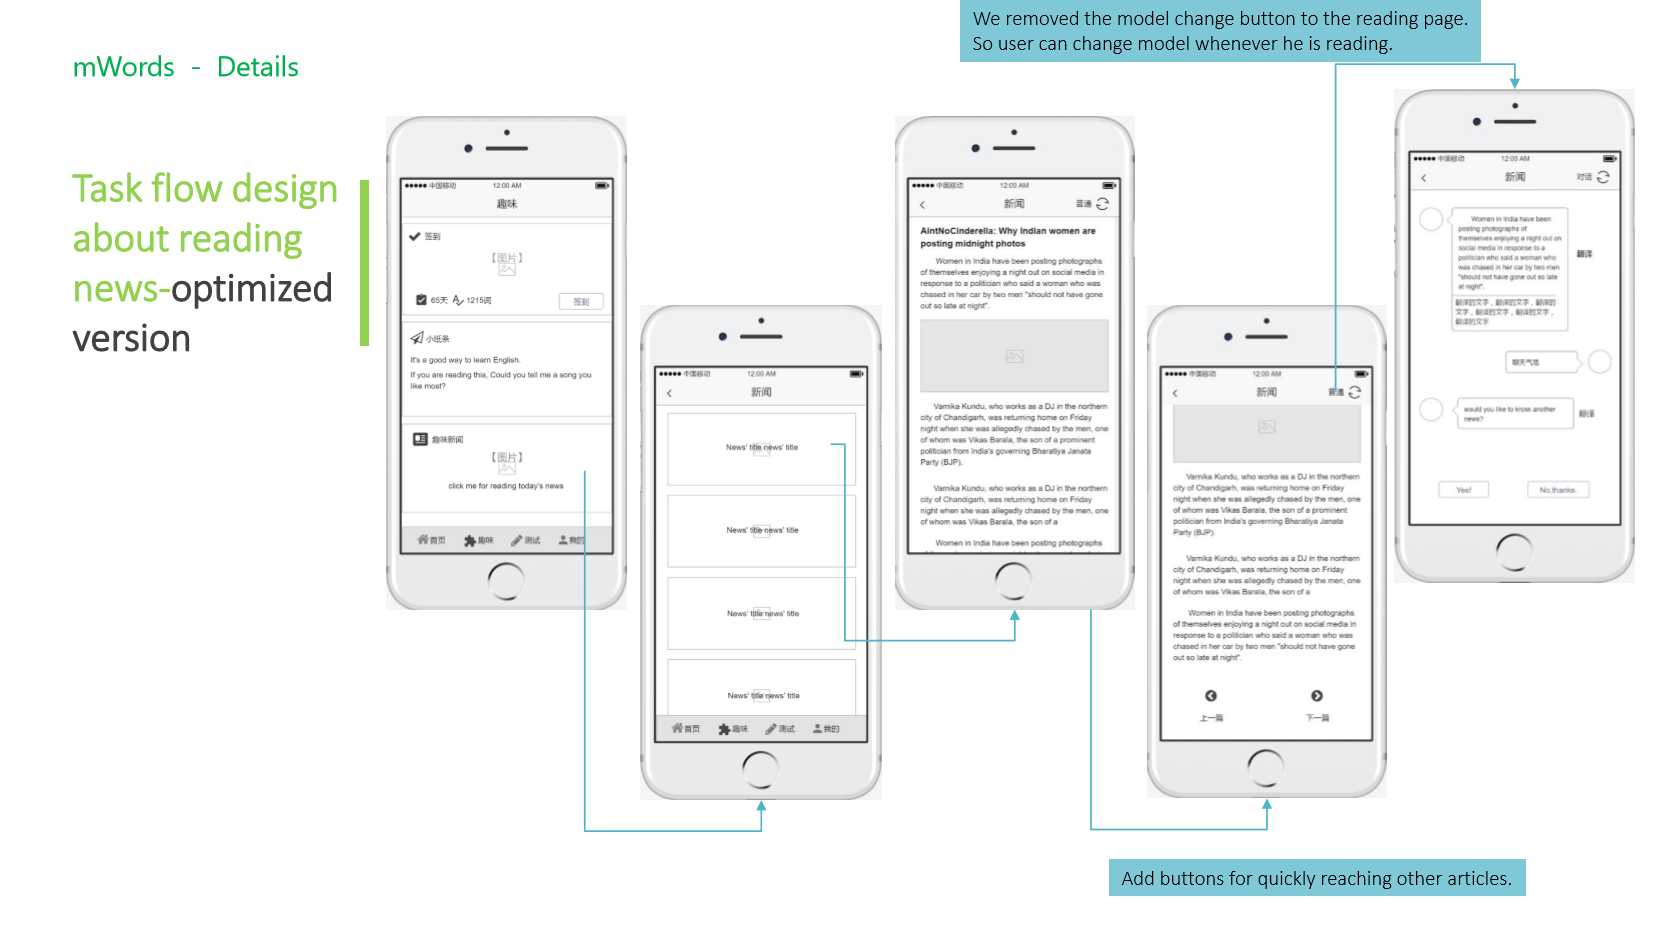 We removed the model change button to the reading page.
So user can change model whenever he is reading.
mWords - Details
Task flow design
about reading
news-optimized
version
中国移动 12:00 AM
趣味
签到
【图片】
65天 1215词 签到
小纸条
It's a good way to learn English.
If you are reading this, Could you tell me a song you
like most?
趣味新闻
【图片】
click me for reading today's news
首页 趣味 测试 我的
中国移动 12:00 AM
新闻
News' title news' title
News' title news' title
News' title news' title
News' title news' title
首页 趣味 测试 我的
中国移动 12:00 AM
新闻 普通
AintNoCinderella: Why Indian women are
posting midnight photos
Women in India have been posting photographs
of themselves enjoying a night out on social media in
response to a politician who said a woman who was
chased in her car by two men "should not have gone
out so late at night".
Varnika Kundu, who works as a DJ in the northern
city of Chandigarh, was returning home on Friday
night when she was allegedly chased by the men, one
of whom was Vikas Barala, the son of a prominent
politician from India's governing Bharatiya Janata
Party (BJP).
Varnika Kundu, who works as a DJ in the northern
city of Chandigarh, was returning home on Friday
night when she was allegedly chased by the men, one
of whom was Vikas Barala, the son of a
Women in India have been posting photographs
中国移动 12:00 AM
新闻 普通
Varnika Kundu, who works as a DJ in the northern
city of Chandigarh, was returning home on Friday
night when she was allegedly chased by the men, one
of whom was Vikas Barala, the son of a prominent
politician from India's governing Bharatiya Janata
Party (BJP).
Varnika Kundu, who works as a DJ in the northern
city of Chandigarh, was returning home on Friday
night when she was allegedly chased by the men, one
of whom was Vikas Barala, the son of a
Women in India have been posting photographs
of themselves enjoying a night out on social media in
response to a politician who said a woman who was
chased in her car by two men "should not have gone
out so late at night".
上一篇 下一篇
中国移动 12:00 AM
新闻 对话
Women in India have been
posting photographs of
themselves enjoying a night out on
social media in response to a
politician who said a woman who
was chased in her car by two men
"should not have gone out so late
at night".
翻译
翻译的文字，翻译的文字，翻译的
文字，翻译的文字，翻译的文字，
翻译的文字
聊天气泡
would you like to know another
news?
翻译
Yes! No,thanks.
Add buttons for quickly reaching other articles.